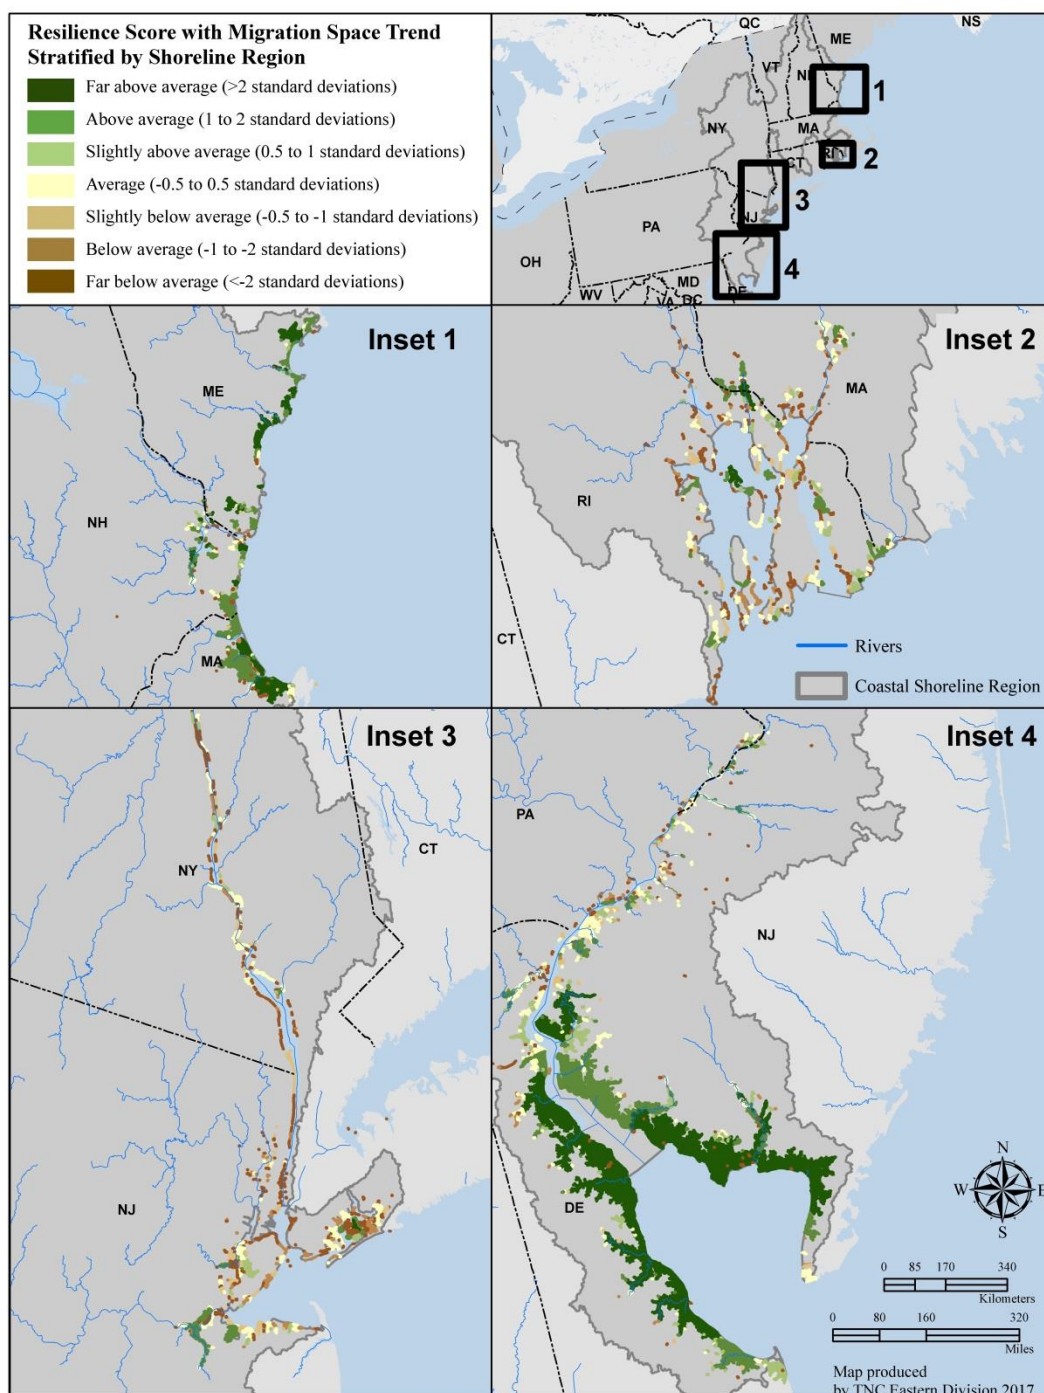 Resilience Score with Migration Space Trend
Stratified by Shoreline Region
Far above average (>2 standard deviations)
Above average (1 to 2 standard deviations)
Slightly above average (0.5 to 1 standard deviations)
Average (-0.5 to 0.5 standard deviations)
Slightly below average (-0.5 to -1 standard deviations)
Below average (-1 to -2 standard deviations)
Far below average (<-2 standard deviations)
QC
NS
ME
VT
NY
MA
CT
RI
NJ
PA
OH
MD
WV
VA
DC
DE
1
2
3
4
Inset 1
ME
NH
MA
Inset 2
MA
RI
CT
Rivers
Coastal Shoreline Region
Inset 3
CT
NY
NJ
Inset 4
PA
NJ
DE
N
W
E
S
0 85 170 340
Kilometers
0 80 160 320
Miles
Map produced
by TNC Eastern Division 2017